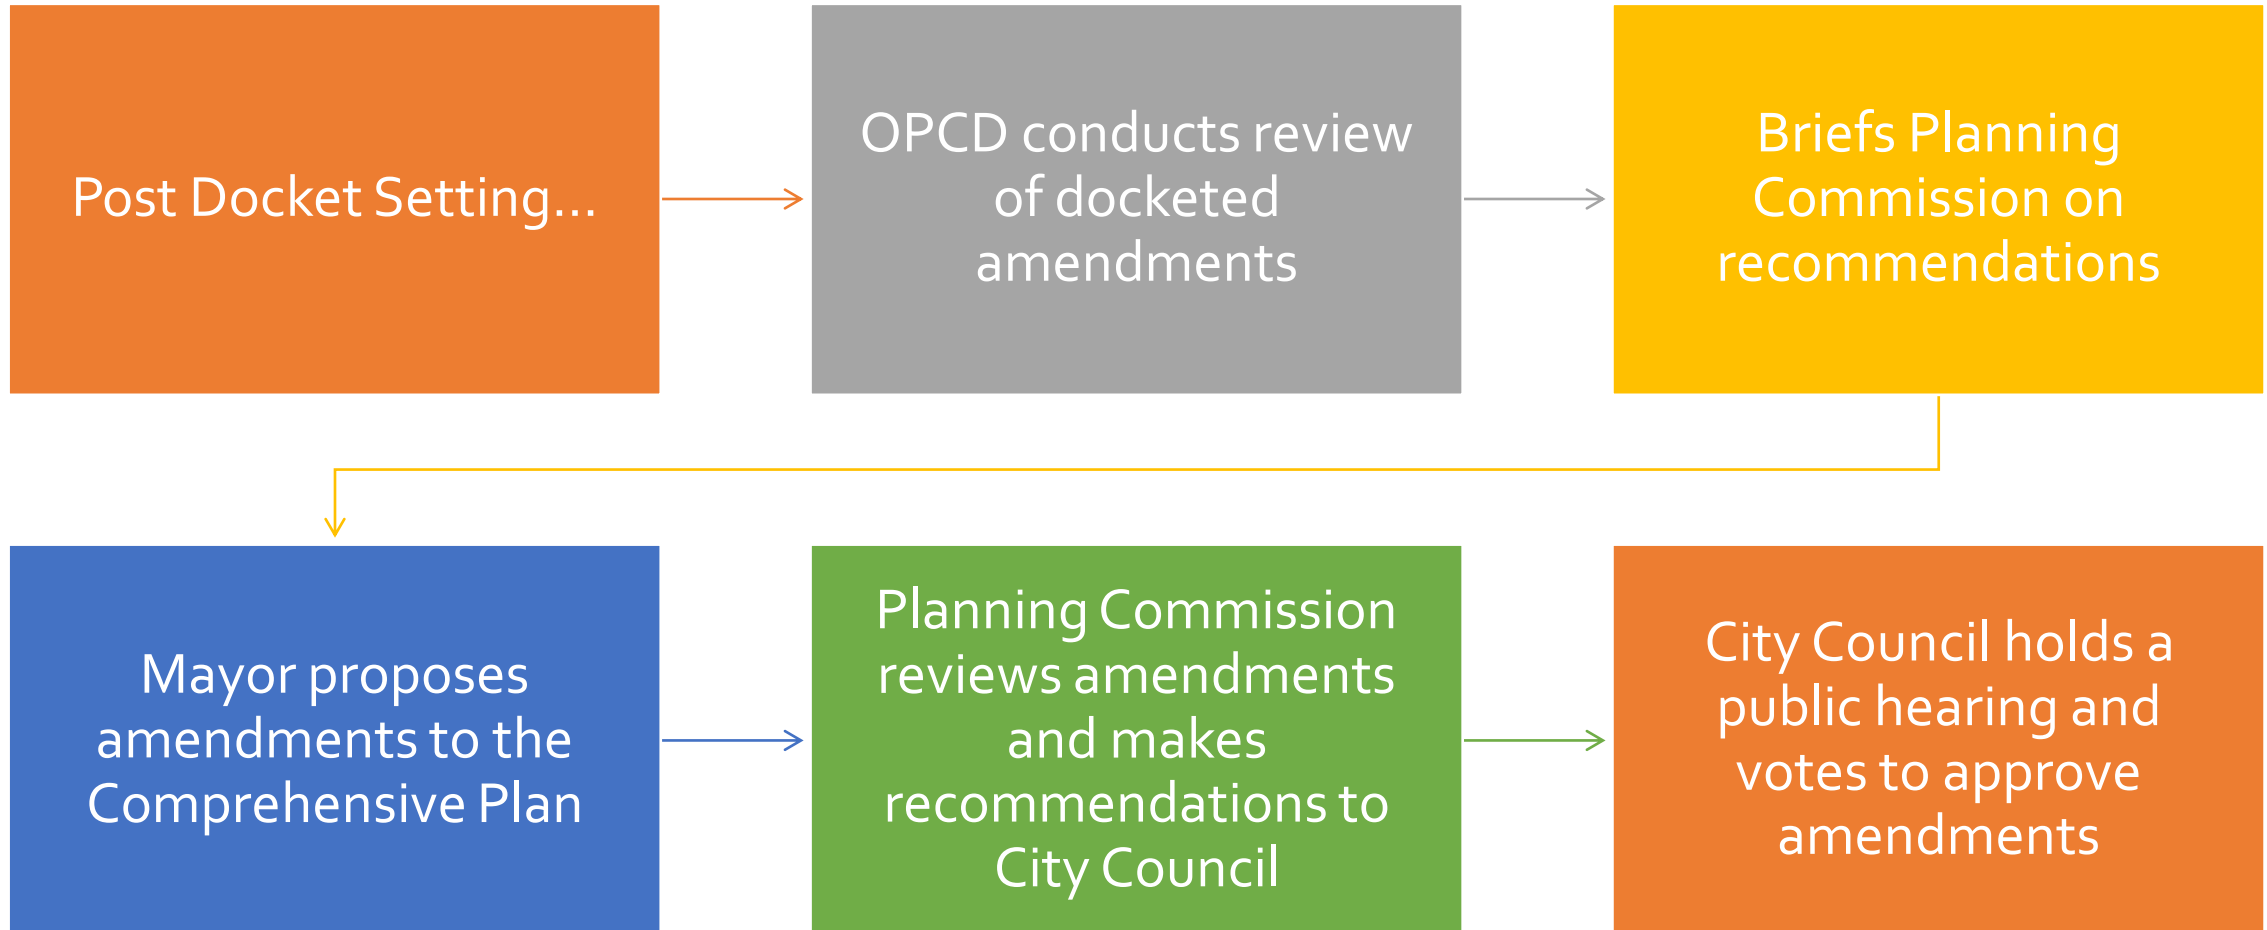 Post Docket Setting...
OPCD conducts review
of docketed
amendments
Briefs Planning
Commission on
recommendations
Mayor proposes
amendments to the
Comprehensive Plan
Planning Commission
reviews amendments
and makes
recommendations to
City Council
City Council holds a
public hearing and
votes to approve
amendments